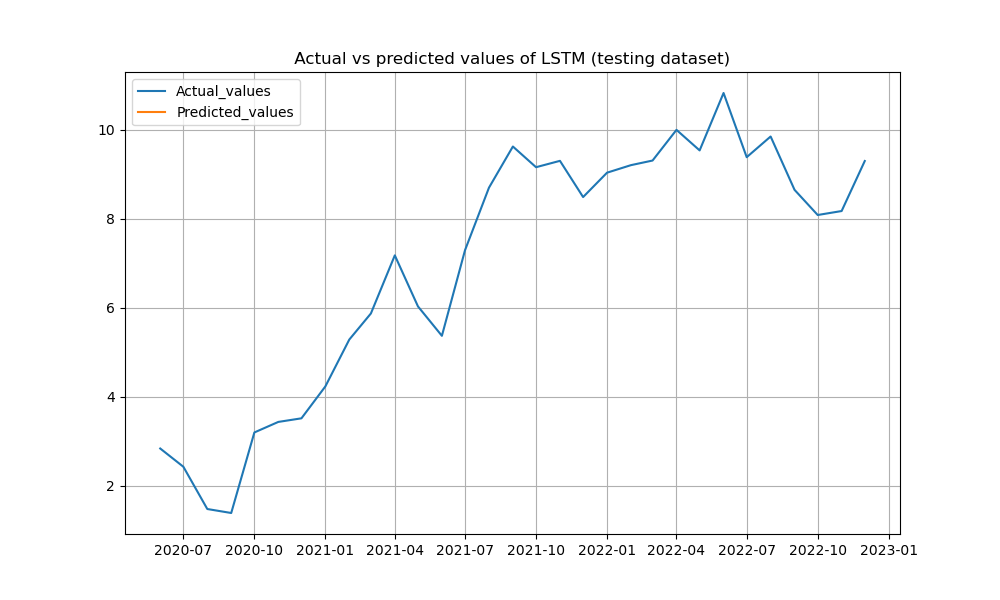 Actual vs predicted values of LSTM (testing dataset)
Actual_values
Predicted_values
10
8
6
4
2
2020-07 2020-10 2021-01 2021-04 2021-07 2021-10 2022-01 2022-04 2022-07 2022-10 2023-01